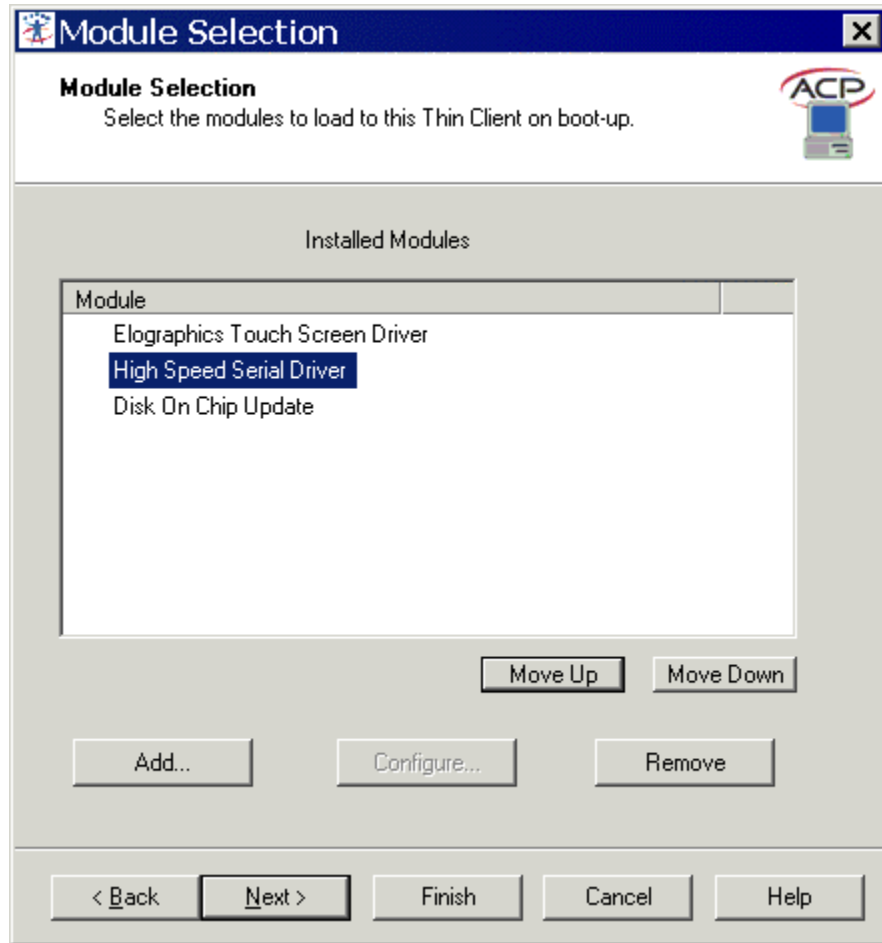 Module Selection
Module Selection
Select the modules to load to this Thin Client on boot-up.
ACP
Installed Modules
Module
Elographics Touch Screen Driver
High Speed Serial Driver
Disk On Chip Update
Move Up Move Down
Add... Configure... Remove
< Back Next > Finish Cancel Help